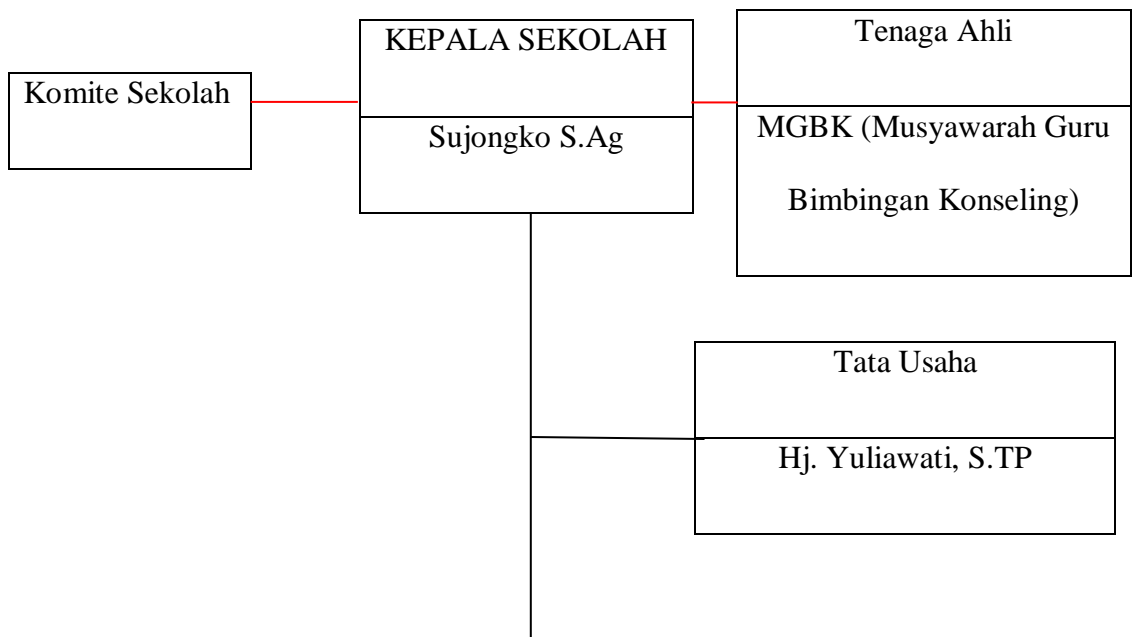 Komite Sekolah
KEPALA SEKOLAH
Sujongko S.Ag
Tenaga Ahli
MGBK (Musyawarah Guru
Bimbingan Konseling)
Tata Usaha
Hj. Yuliawati, S.TP